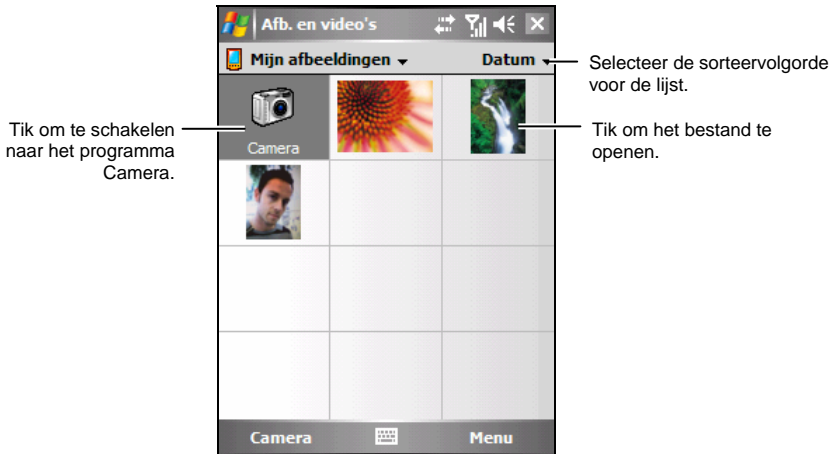 Afb. en video's
Mijn afbeeldingen
Datum
Selecteer de sorteervolgorde
voor de lijst.
Tik om te schakelen
naar het programma
Camera.
Camera
Tik om het bestand te
openen.
Camera
Menu